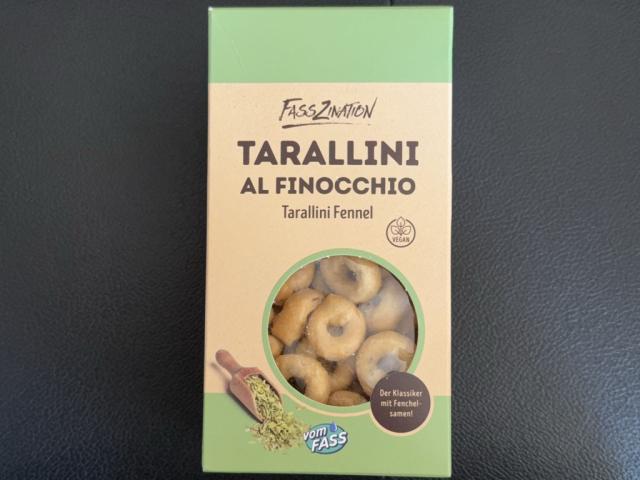 FASSZINATION
TARALLINI
AL FINOCCHIO
Tarallini Fennel
VEGAN
Der Klassiker
mit Fenchel-
samen!
vom
FASS